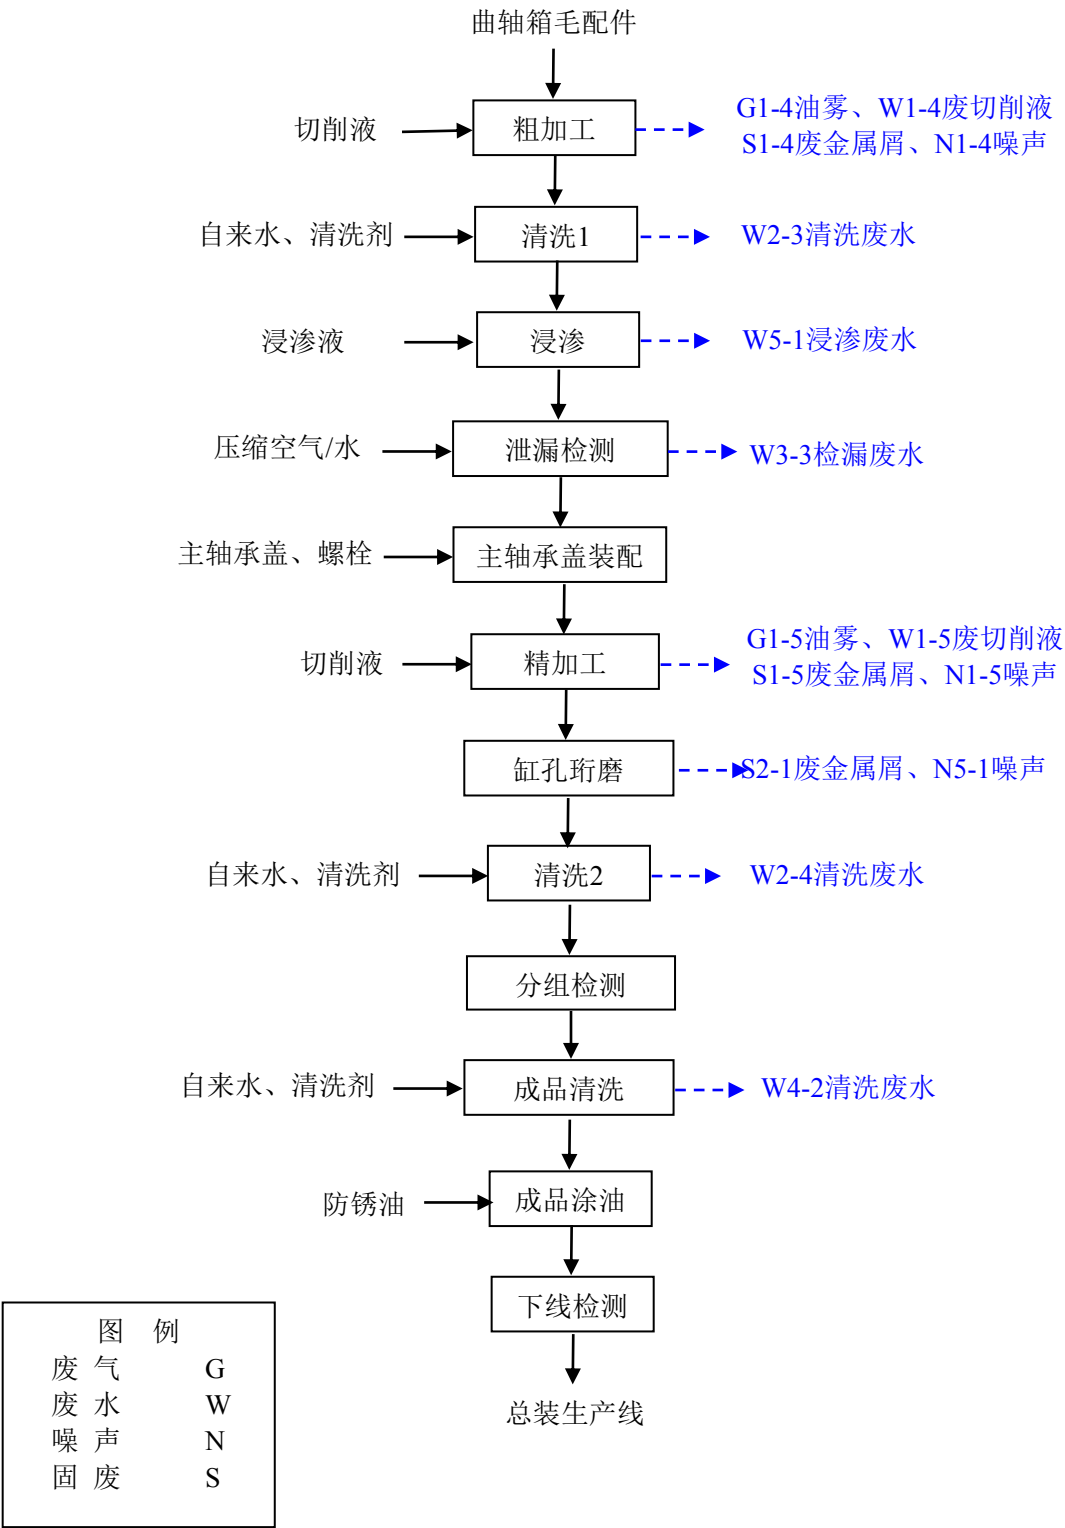 曲轴箱毛配件
切削液
粗加工
G1-4油雾、W1-4废切削液
S1-4废金属屑、N1-4噪声
自来水、清洗剂
清洗1
W2-3清洗废水
浸渗液
浸渗
W5-1浸渗废水
压缩空气/水
泄漏检测
W3-3检漏废水
主轴承盖、螺栓
主轴承盖装配
切削液
精加工
G1-5油雾、W1-5废切削液
S1-5废金属屑、N1-5噪声
缸孔珩磨
S2-1废金属屑、N5-1噪声
自来水、清洗剂
清洗2
W2-4清洗废水
分组检测
自来水、清洗剂
成品清洗
W4-2清洗废水
防锈油
成品涂油
下线检测
总装生产线
图 例
废 气 G
废 水 W
噪 声 N
固 废 S